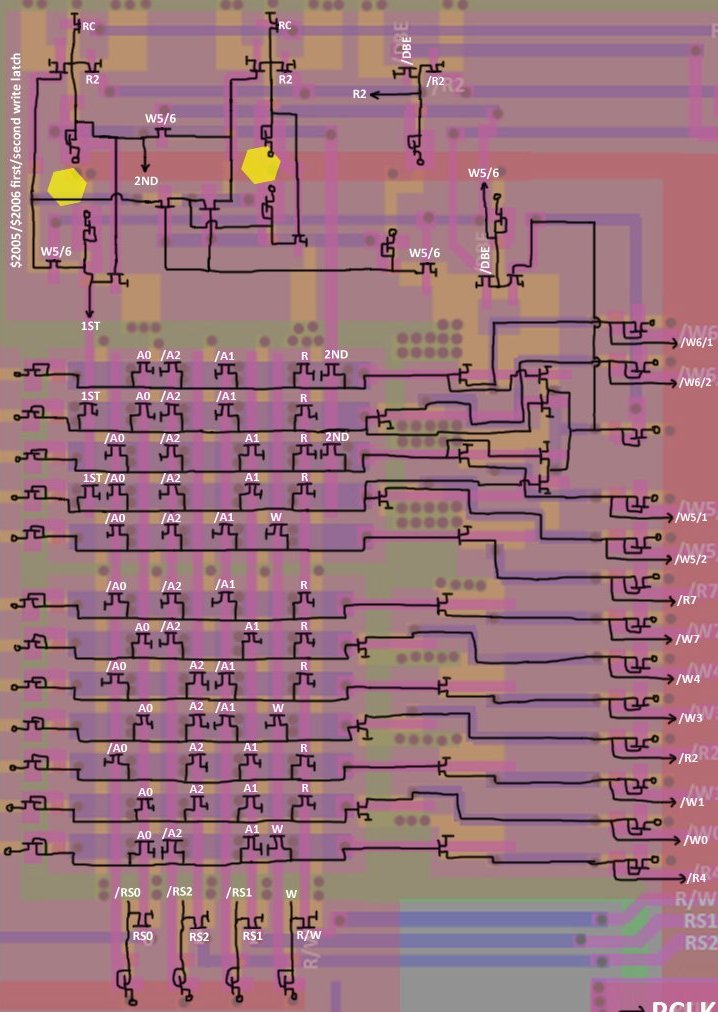 RC RC
/DBE
/DBE
R2 R2 /R2 /R2
R2
$2005/$2006 first/second write latch
W5/6
2ND
W5/6
W5/6 W5/6 /DBE
1ST
/W6/1
A0 /A2 /A1 R 2ND
/W6/2
1ST A0 /A2 /A1 R
/A0 /A2 A1 R 2ND
1ST /A0 /A2 A1 R
/W5/1
/A0 /A2 /A1 W
/W5/2
/R7
/A0 /A2 /A1 R
/W7
A0 /A2 A1 R
/W4
/A0 A2 /A1 R
/W3
A0 A2 /A1 W
/R2
/A0 A2 A1 R
/W1
A0 A2 A1 R
/W0
A0 /A2 A1 W
/R4
/RS0 /RS2 /RS1 W
R/W
RS1
RS0 RS2 RS1 R/W
RS2
R/W
PCLK